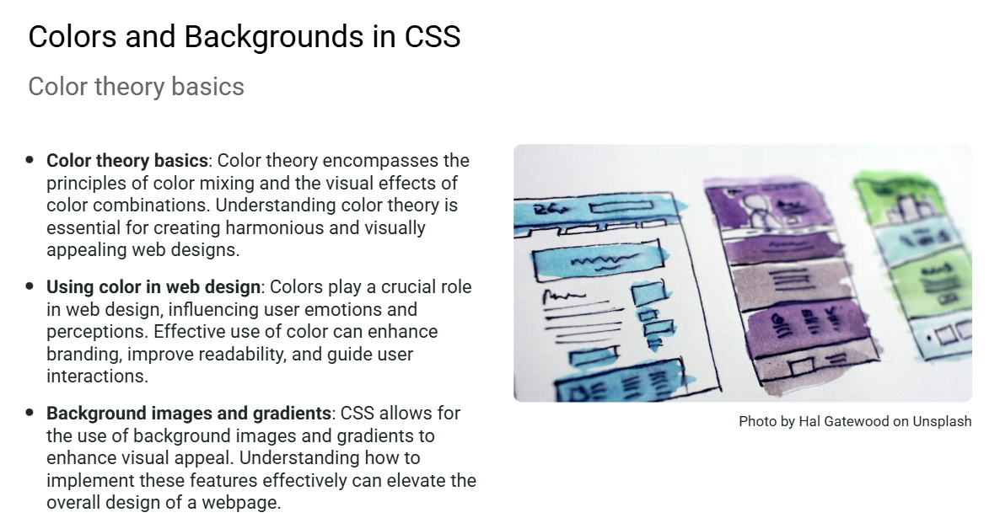 Colors and Backgrounds in CSS
Color theory basics
Color theory basics: Color theory encompasses the
principles of color mixing and the visual effects of
color combinations. Understanding color theory is
essential for creating harmonious and visually
appealing web designs.
Using color in web design: Colors play a crucial role
in web design, influencing user emotions and
perceptions. Effective use of color can enhance
branding, improve readability, and guide user
interactions.
Background images and gradients: CSS allows for
the use of background images and gradients to
enhance visual appeal. Understanding how to
implement these features effectively can elevate the
overall design of a webpage.
Photo by Hal Gatewood on Unsplash